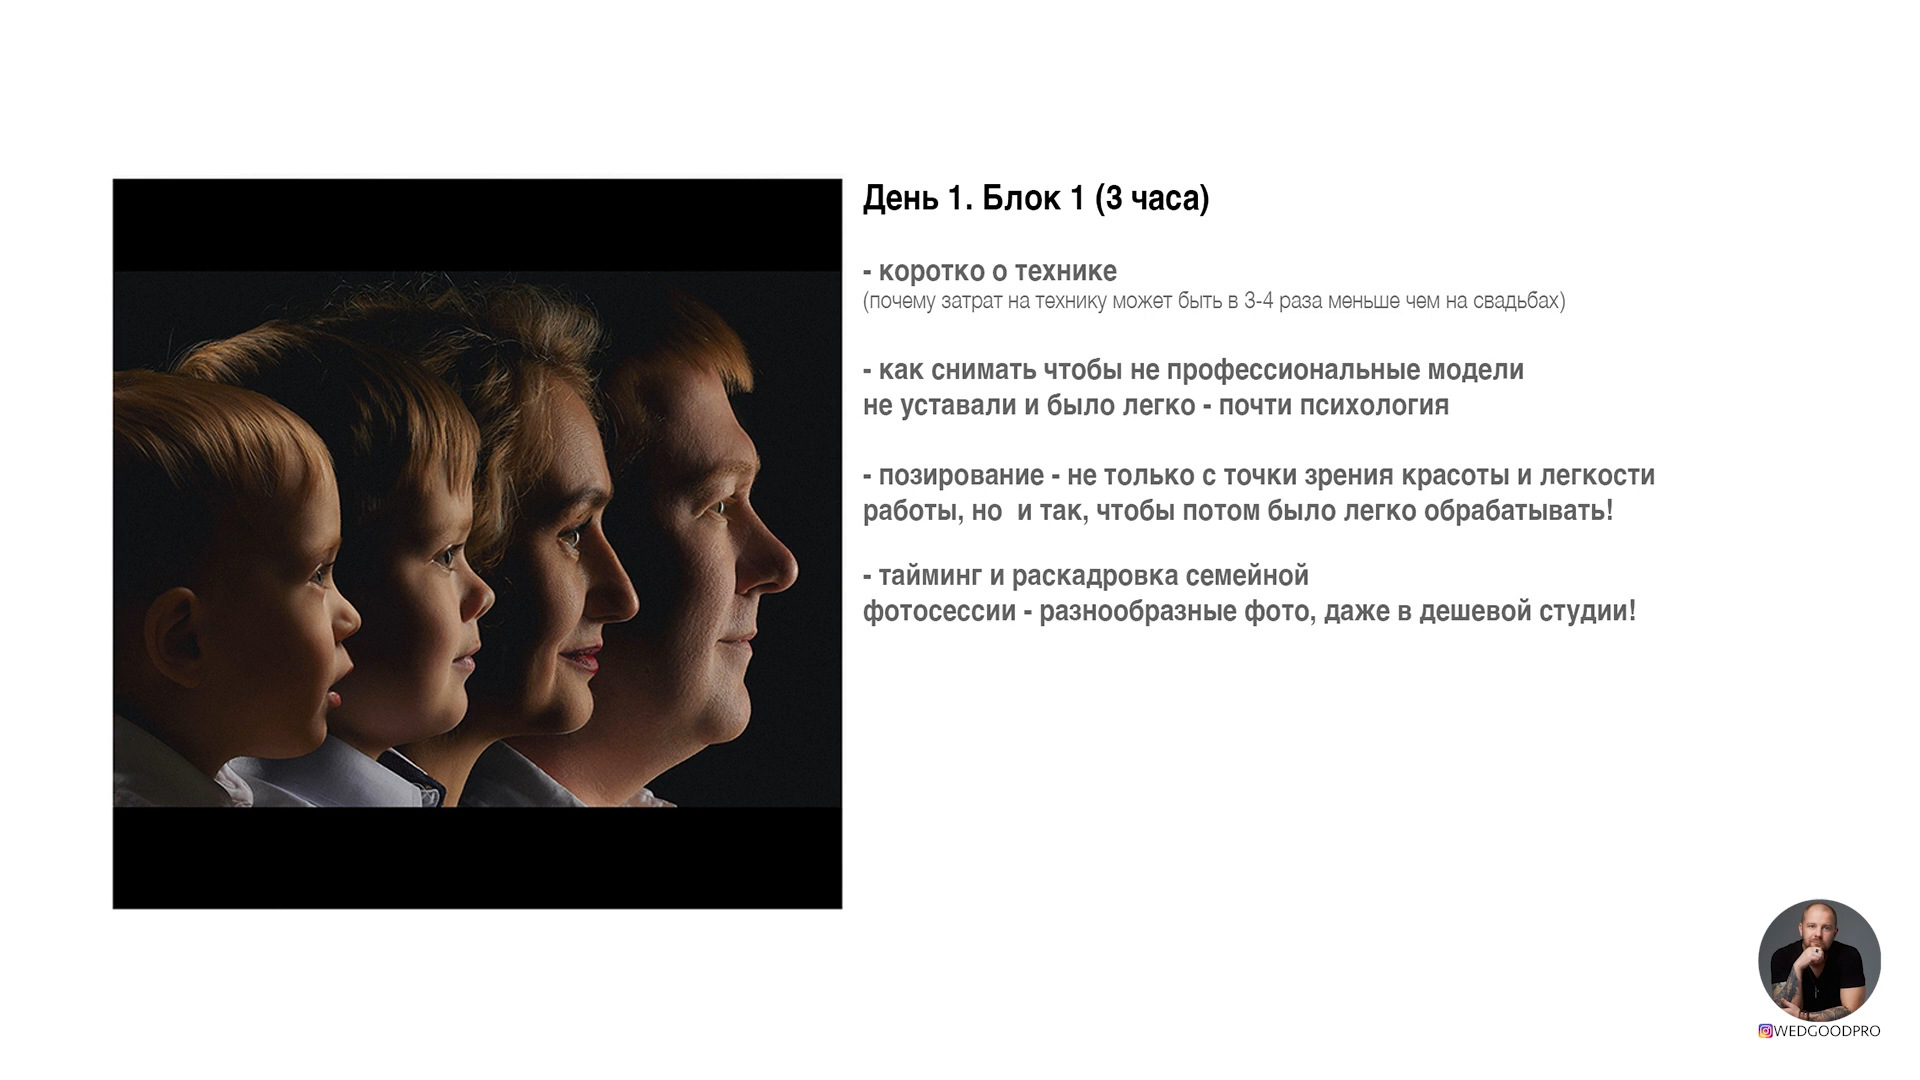 День 1. Блок 1 (3 часа)
- коротко о технике
(почему затрат на технику может быть в 3-4 раза меньше чем на свадьбах)
- как снимать чтобы не профессиональные модели
не уставали и было легко - почти психология
- позирование - не только с точки зрения красоты и легкости
работы, но  и так, чтобы потом было легко обрабатывать!
- тайминг и раскадровка семейной
фотосессии - разнообразные фото, даже в дешевой студии!
WEDGOODPRO